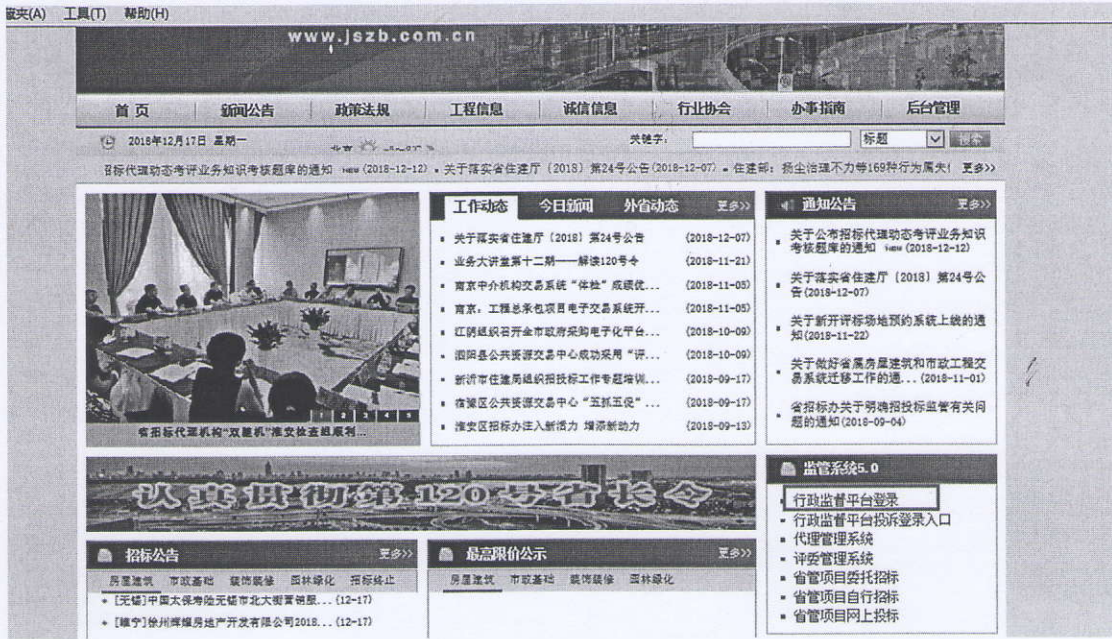 藏夹(A) 工具(T) 帮助(H)
www.jszb.com.cn
首 页 新闻公告 政策法规 工程信息 诚信信息 行业协会 办事指南 后台管理
2018年12月17日 星期一
关键字: 标题 搜索
召标代理动态考评业务知识考核题库的通知 new (2018-12-12) ▪ 关于落实省住建厅〔2018〕第24号公告(2018-12-07) ▪ 住建部：扬尘治理不力等169种行为属失信 更多>>
工作动态 今日新闻 外省动态 更多>>
▪ 关于落实省住建厅〔2018〕第24号公告 (2018-12-07)
▪ 业务大讲堂第十二期——解读120号令 (2018-11-21)
▪ 南京中介机构交易系统“体检”成绩优... (2018-11-05)
▪ 南京：工程总承包项目电子交易系统开... (2018-11-05)
▪ 江阴组织召开全市政府采购电子化平台... (2018-10-09)
▪ 泗阳县公共资源交易中心成功采用“评... (2018-10-09)
▪ 新沂市住建局组织招投标工作专题培训... (2018-09-17)
▪ 宿豫区公共资源交易中心“五抓五促”... (2018-09-17)
▪ 淮安区招标办注入新活力 增添新动力 (2018-09-13)
1 2 3 4 5
省招标代理机构“双随机”淮安检查组顺利...
通知公告 更多>>
▪ 关于公布招标代理动态考评业务知识
考核题库的通知 new (2018-12-12)
▪ 关于落实省住建厅〔2018〕第24号公
告(2018-12-07)
▪ 关于新开评标场地预约系统上线的通
知(2018-11-22)
▪ 关于做好省属房屋建筑和市政工程交
易系统迁移工作的通...(2018-11-01)
▪ 省招标办关于明确招投标监管有关问
题的通知(2018-09-04)
认真贯彻第120号省长令
监管系统5.0
▪ 行政监督平台登录
▪ 行政监督平台投诉登录入口
▪ 代理管理系统
▪ 评委管理系统
▪ 省管项目委托招标
▪ 省管项目自行招标
▪ 省管项目网上投标
招标公告 更多>>
房屋建筑 市政基础 装饰装修 园林绿化 招标终止
[无锡]中国太保寿险无锡市北大街营销服...(12-17)
[睢宁]徐州辉煌房地产开发有限公司2018...(12-17)
最高限价公示 更多>>
房屋建筑 市政基础 装饰装修 园林绿化